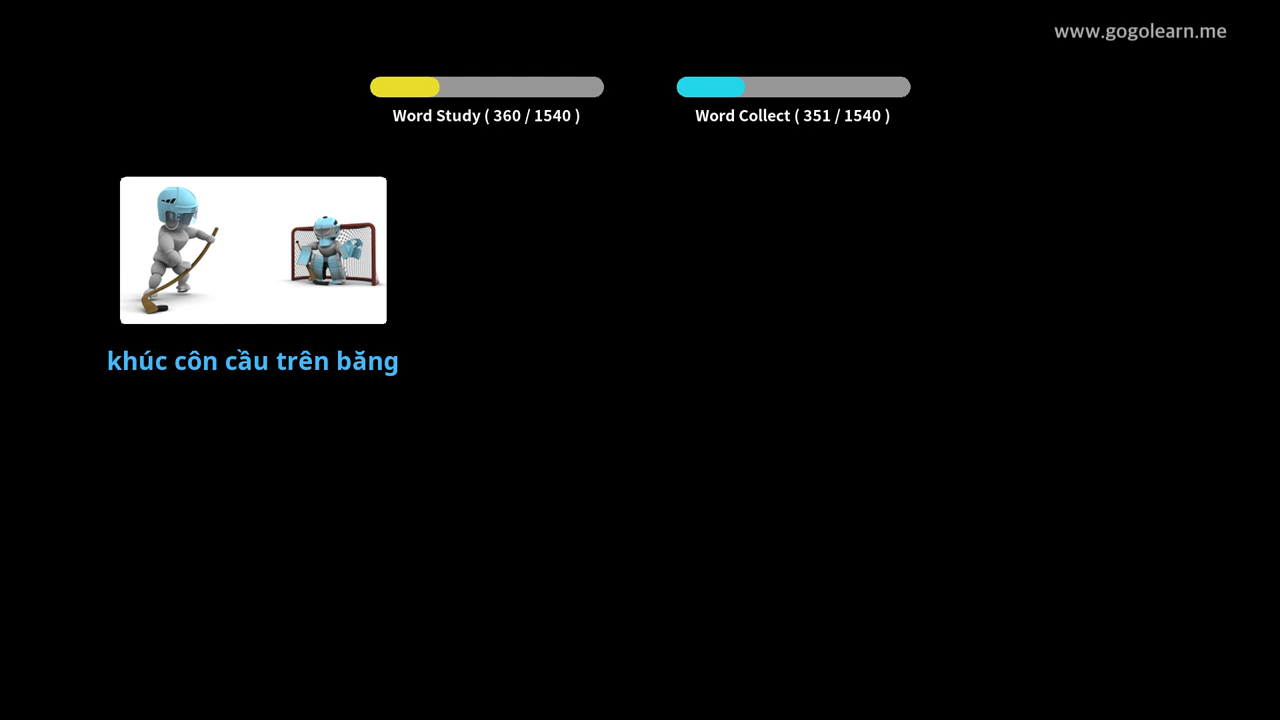 www.gogolearn.me
Word Study ( 360 / 1540 )
Word Collect ( 351 / 1540 )
khúc côn cầu trên băng